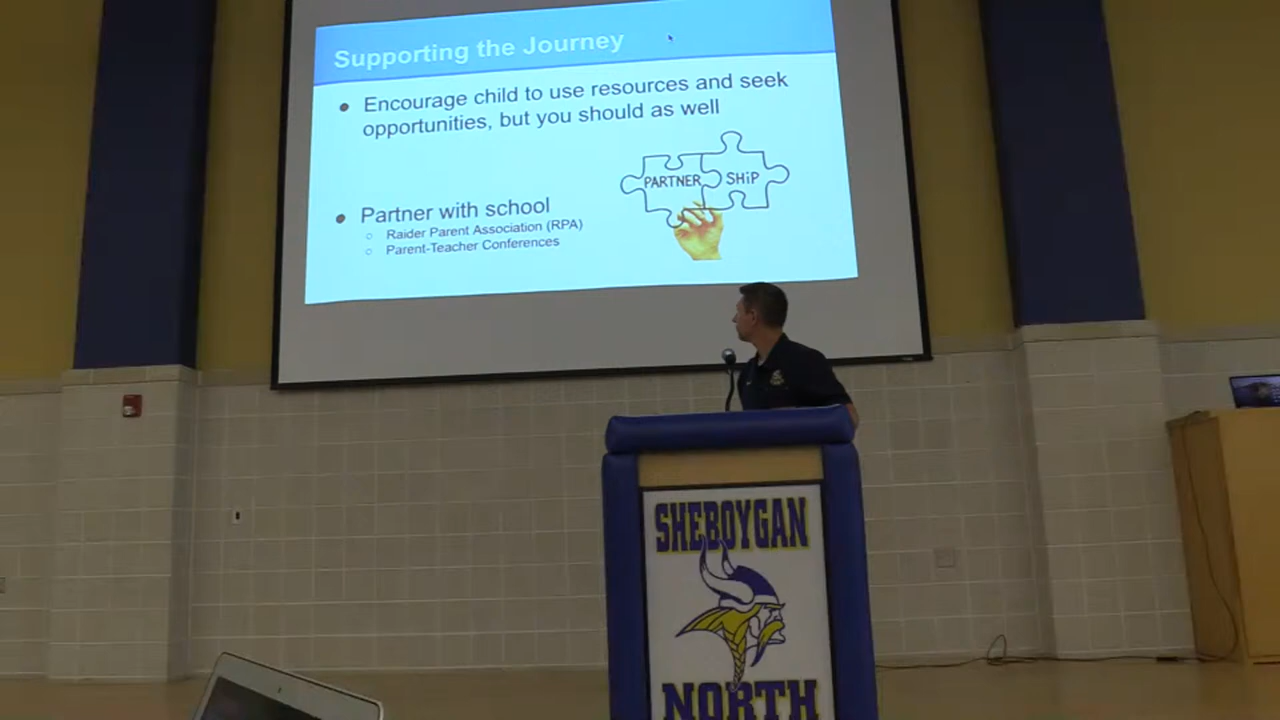 Supporting the Journey
Encourage child to use resources and seek
opportunities, but you should as well
PARTNER SHiP
Partner with school
Raider Parent Association (RPA)
Parent-Teacher Conferences
SHEBOYGAN
NORTH